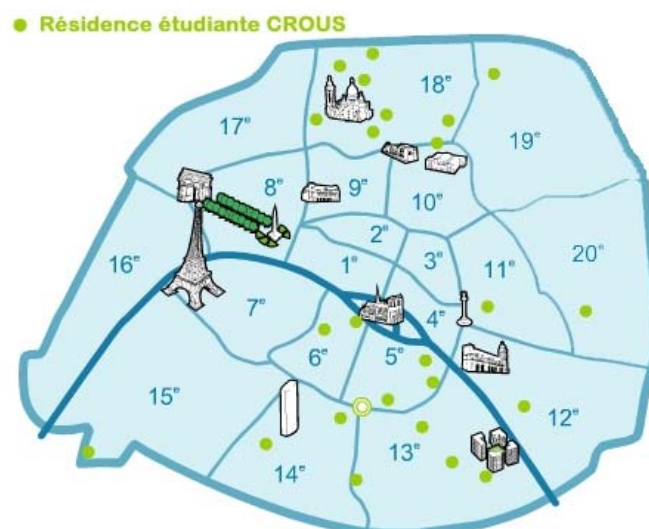 Résidence étudiante CROUS
18ᵉ
17ᵉ
19ᵉ
8ᵉ
9ᵉ
10ᵉ
2ᵉ
20ᵉ
16ᵉ
1ᵉ
3ᵉ
11ᵉ
7ᵉ
4ᵉ
6ᵉ
5ᵉ
15ᵉ
12ᵉ
13ᵉ
14ᵉ